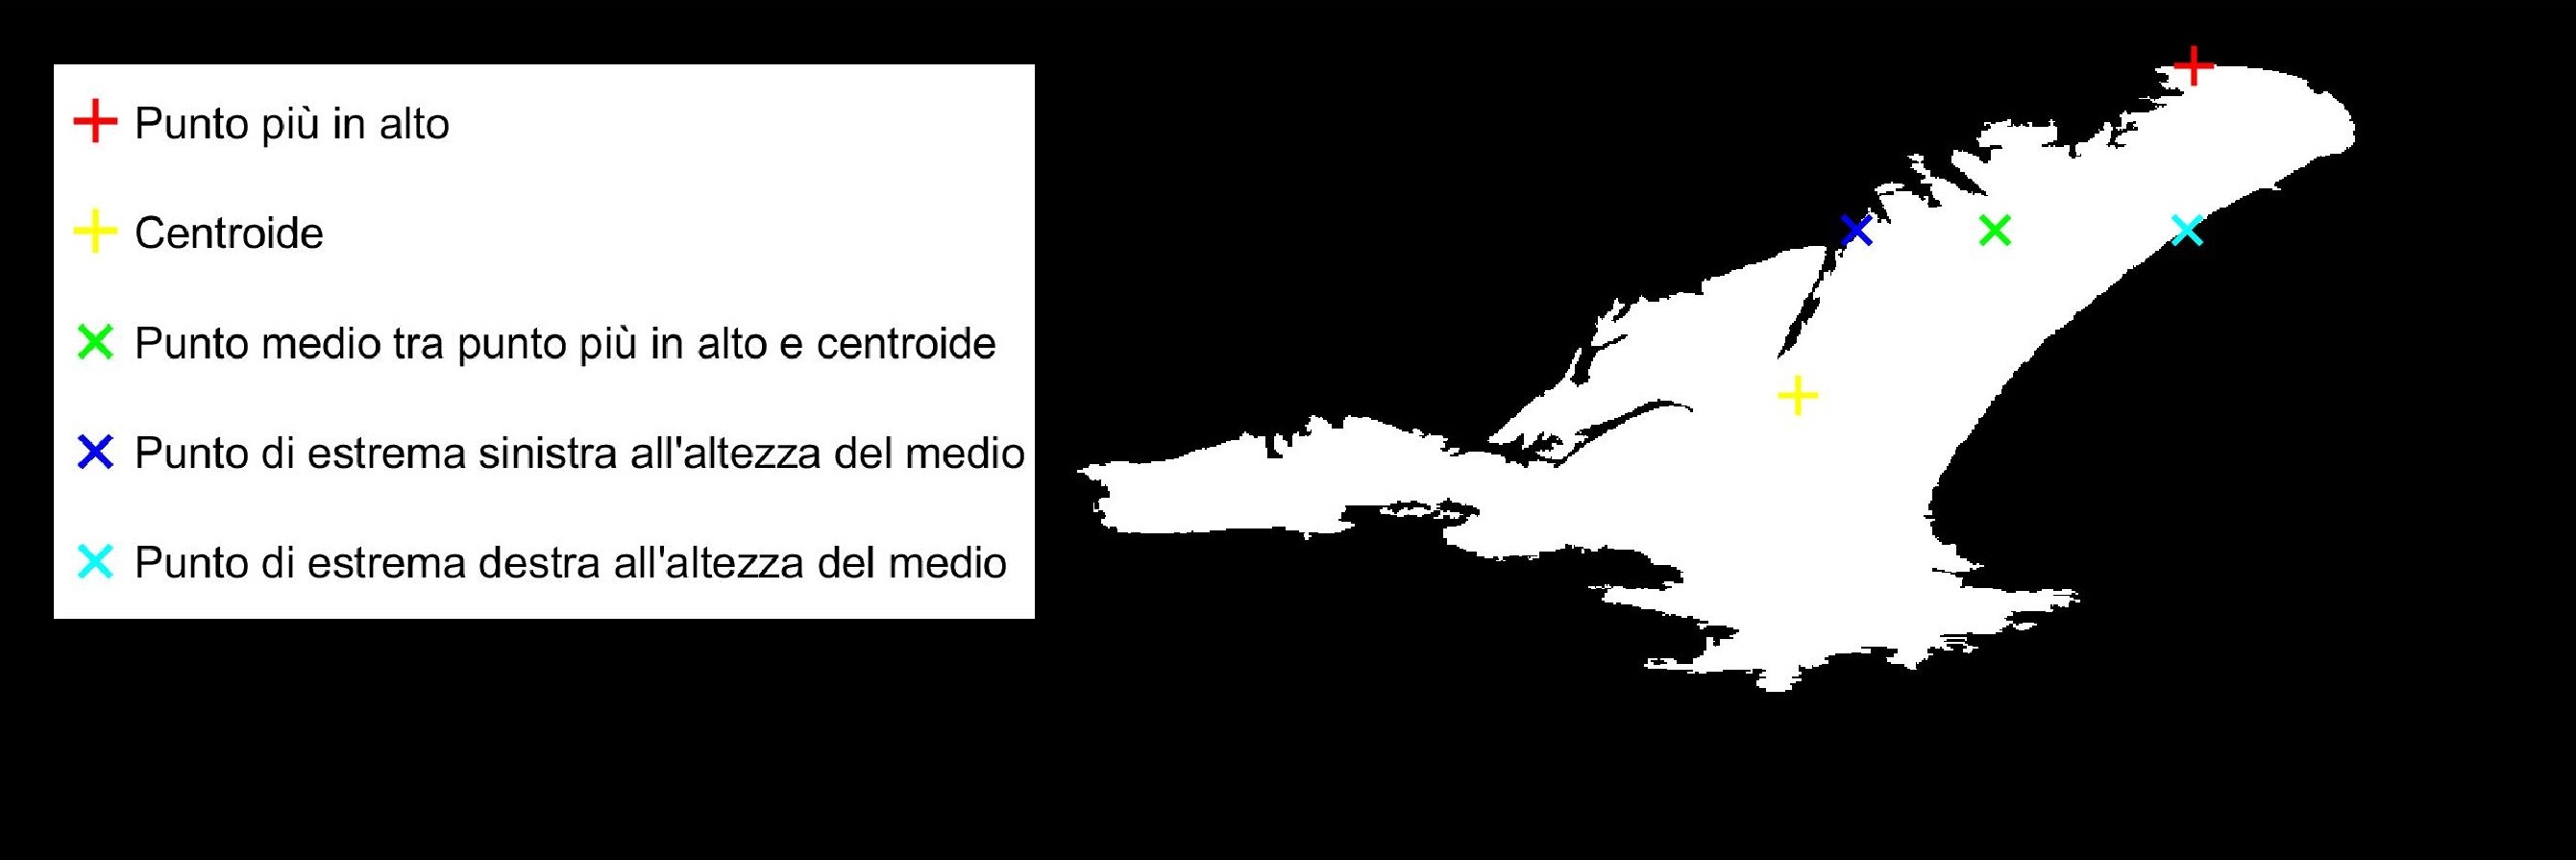 Punto più in alto
Centroide
Punto medio tra punto più in alto e centroide
Punto di estrema sinistra all'altezza del medio
Punto di estrema destra all'altezza del medio